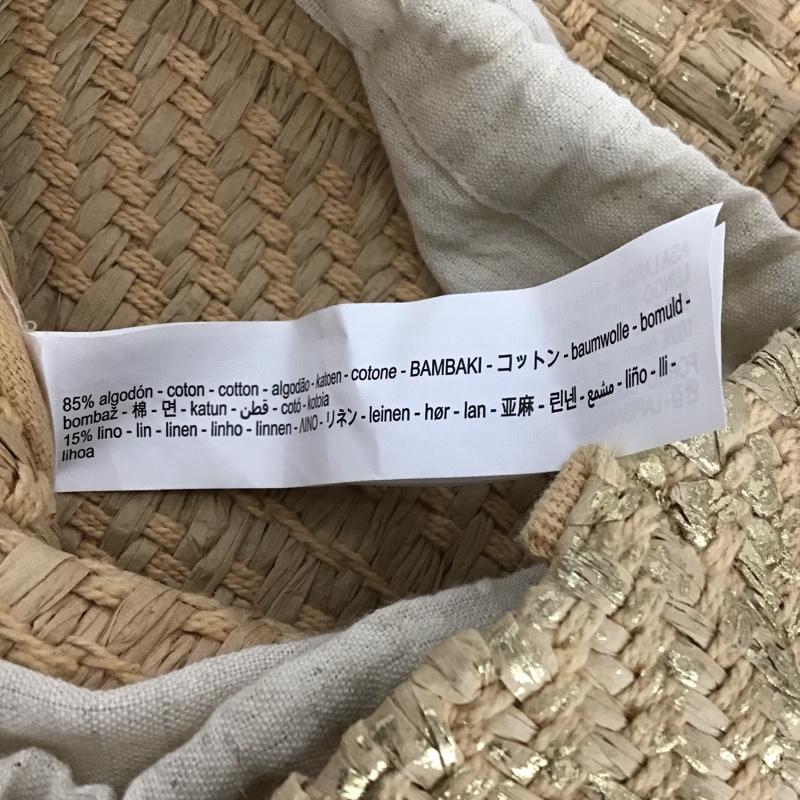 85% algodón - coton - cotton - algodão - katoen - cotone - BAMBAKI - コットン - baumwolle - bomuld -
bombaž - 棉 - 면 - katun - قطن - cotó - kotoia
15% lino - lin - linen - linho - linnen - ΛΙΝΟ - リネン - leinen - hør - lan - 亚麻 - 린넨 - مشمع - liño - lli -
lihoa